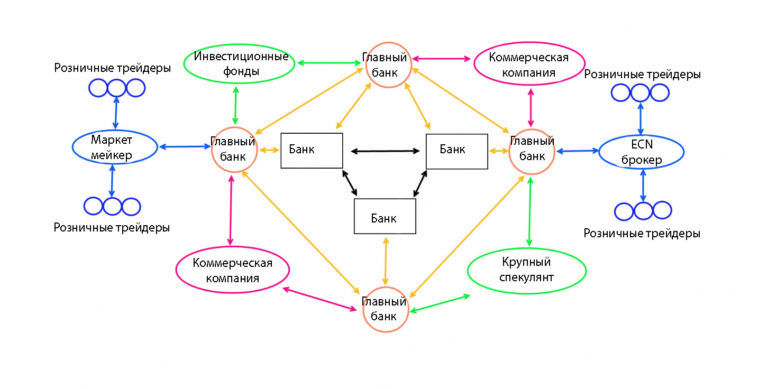 Инвестиционные
фонды
Главный
банк
Коммерческая
компания
Розничные трейдеры
Розничные трейдеры
Маркет
мейкер
Главный
банк
Банк
Банк
Главный
банк
ECN
брокер
Розничные трейдеры
Банк
Розничные трейдеры
Коммерческая
компания
Главный
банк
Крупный
спекулянт